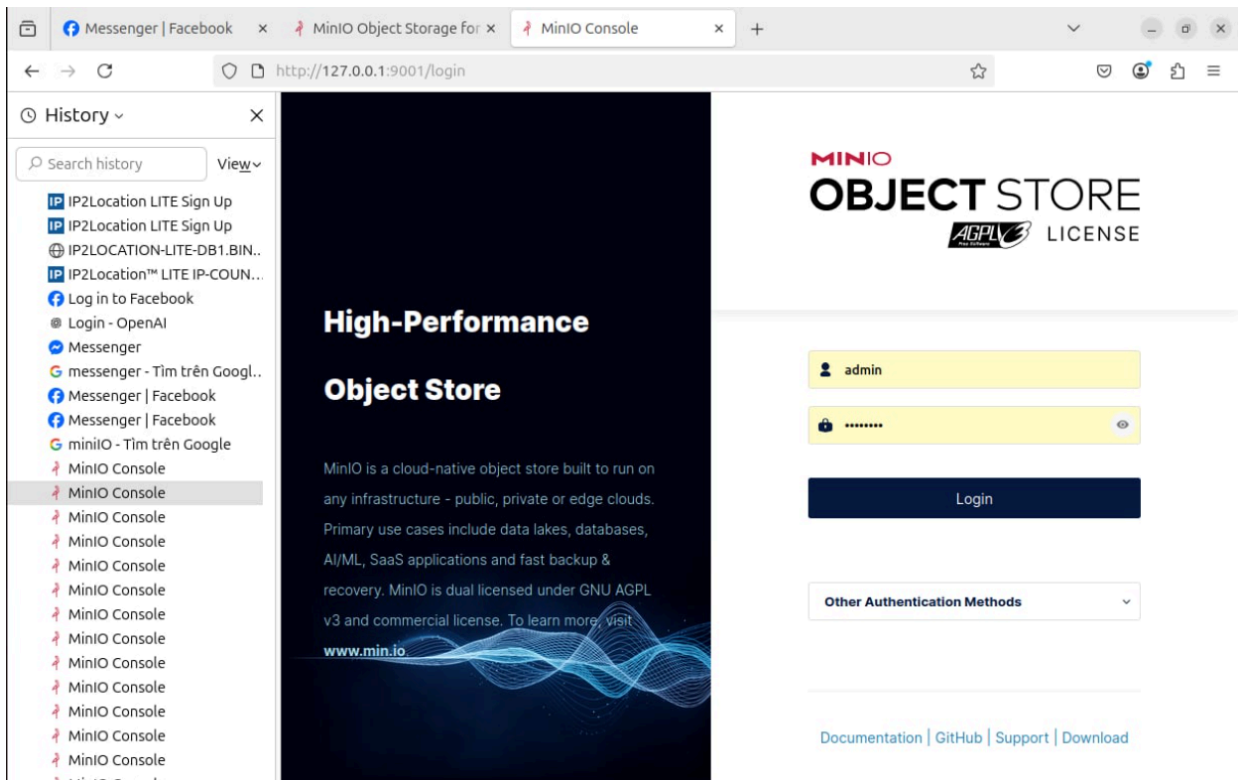 Messenger | Facebook
MinIO Object Storage for
MinIO Console
http://127.0.0.1:9001/login
History
Search history
View
IP2Location LITE Sign Up
IP2Location LITE Sign Up
IP2LOCATION-LITE-DB1.BIN..
IP2Location™ LITE IP-COUN...
Log in to Facebook
Login - OpenAI
Messenger
messenger - Tìm trên Googl..
Messenger | Facebook
Messenger | Facebook
miniIO - Tìm trên Google
MinIO Console
MinIO Console
MinIO Console
MinIO Console
MinIO Console
MinIO Console
MinIO Console
MinIO Console
MinIO Console
MinIO Console
MinIO Console
MinIO Console
MinIO Console
High-Performance
Object Store
MinIO is a cloud-native object store built to run on
any infrastructure - public, private or edge clouds.
Primary use cases include data lakes, databases,
AI/ML, SaaS applications and fast backup &
recovery. MinIO is dual licensed under GNU AGPL
v3 and commercial license. To learn more, visit
www.min.io.
MINIO
OBJECT STORE
AGPL v3 LICENSE
Free Software
admin
••••••••
Login
Other Authentication Methods
Documentation | GitHub | Support | Download